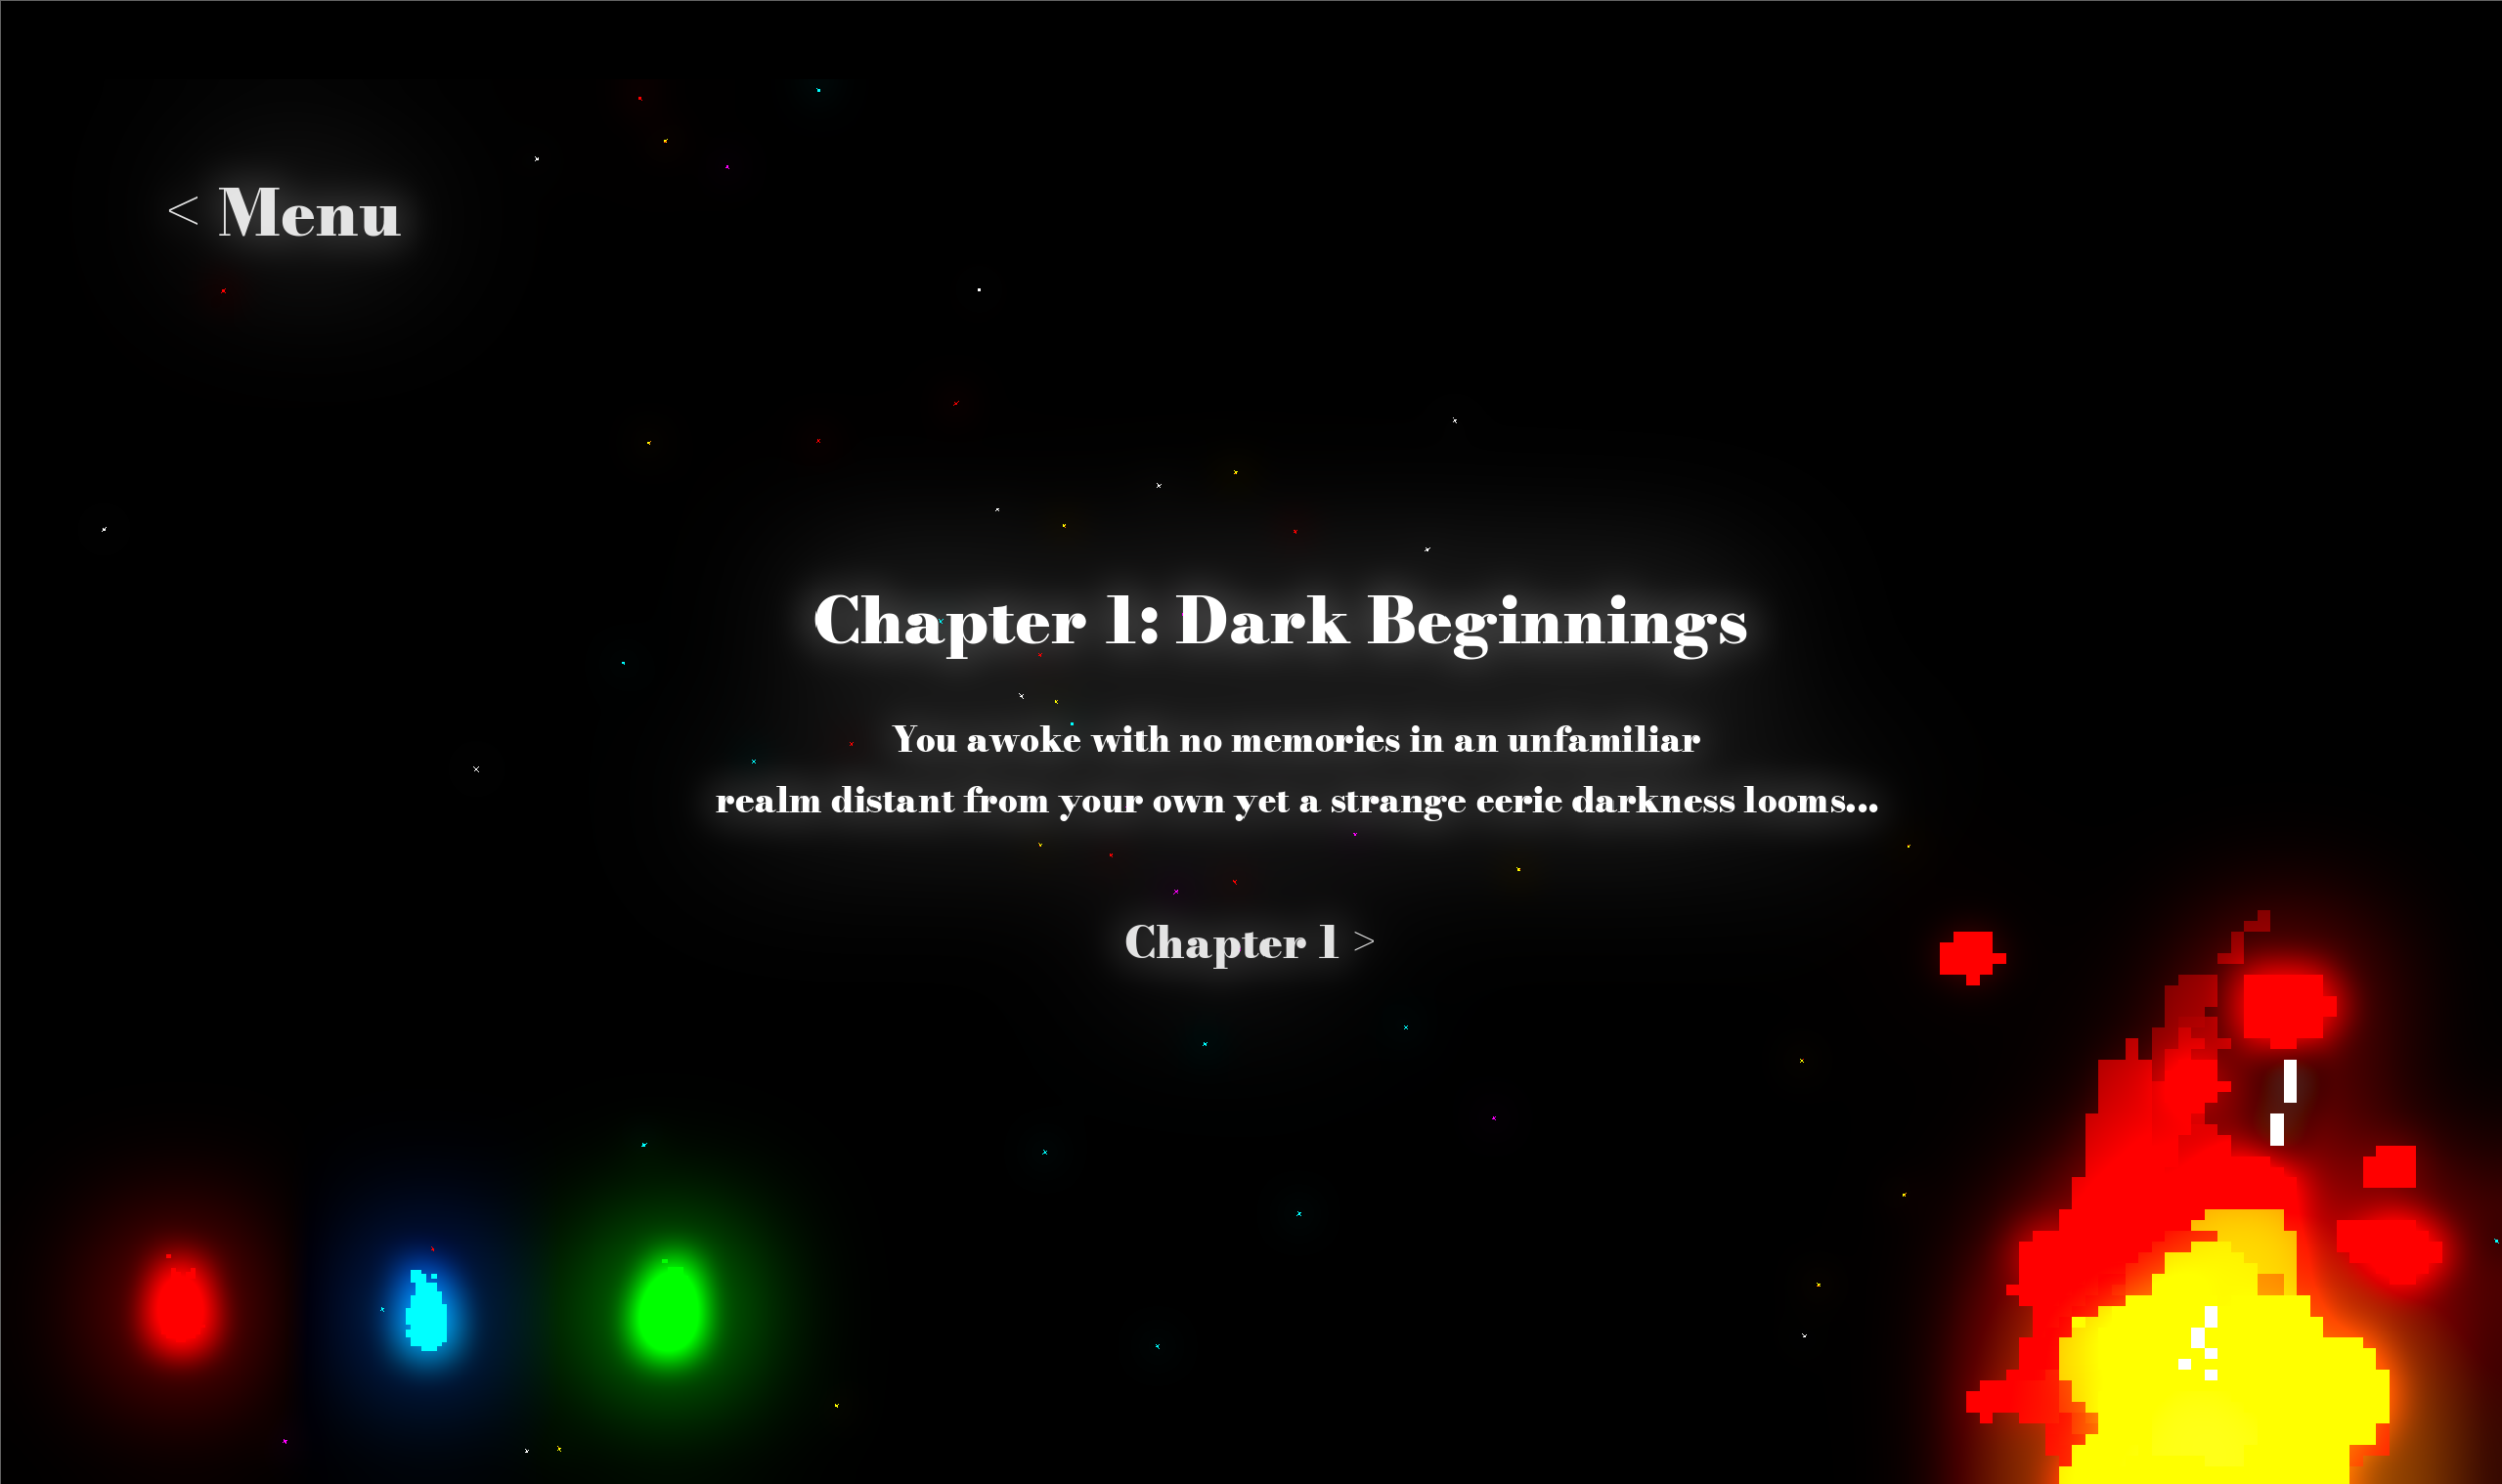 < Menu
Chapter 1: Dark Beginnings
You awoke with no memories in an unfamiliar
realm distant from your own yet a strange eerie darkness looms...
Chapter 1 >